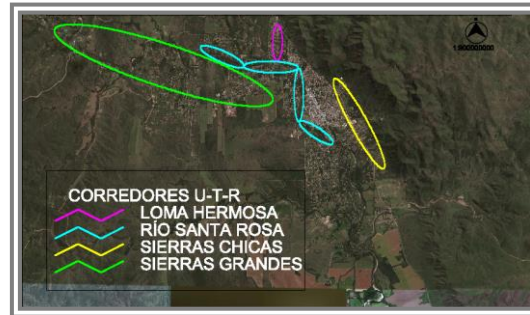 CORREDORES U-T-R
LOMA HERMOSA
RÍO SANTA ROSA
SIERRAS CHICAS
SIERRAS GRANDES